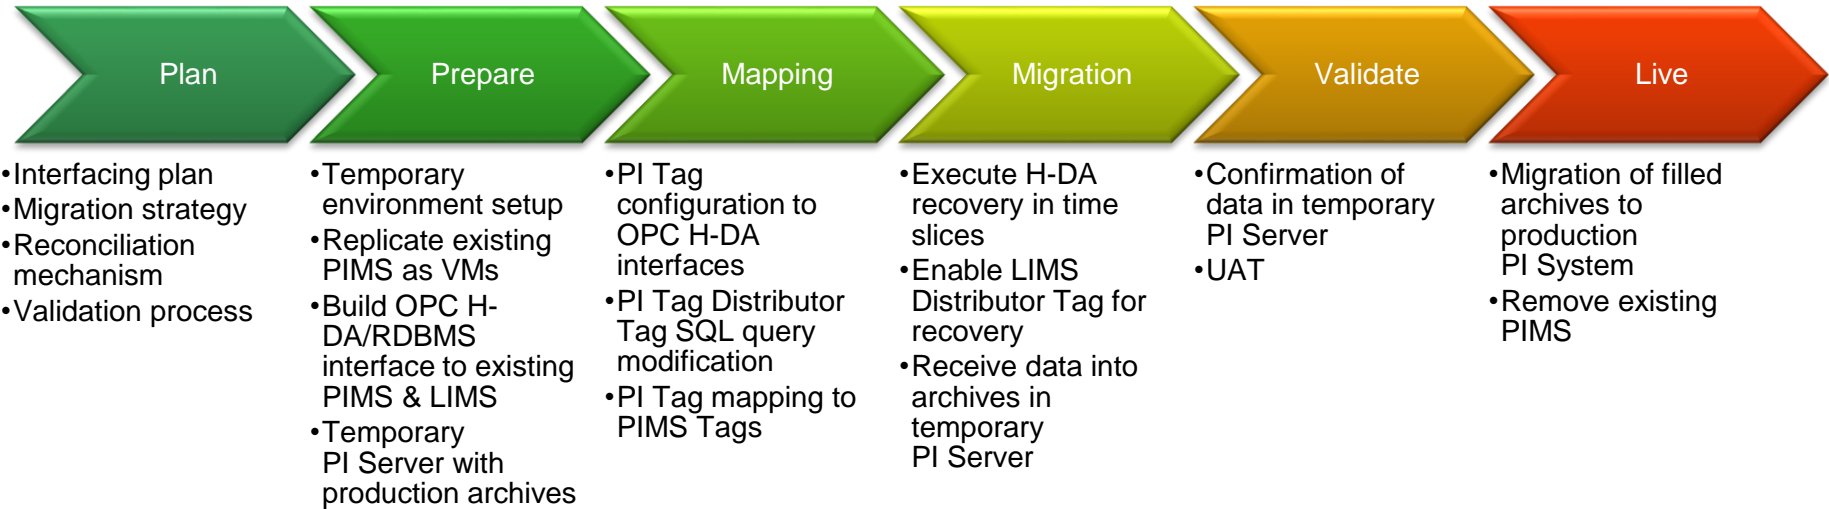 Plan
Prepare
Mapping
Migration
Validate
Live
•Interfacing plan
•Migration strategy
•Reconciliation
mechanism
•Validation process
•Temporary
environment setup
•Replicate existing
PIMS as VMs
•Build OPC H-
DA/RDBMS
interface to existing
PIMS & LIMS
•Temporary
PI Server with
production archives
•PI Tag
configuration to
OPC H-DA
interfaces
•PI Tag Distributor
Tag SQL query
modification
•PI Tag mapping to
PIMS Tags
•Execute H-DA
recovery in time
slices
•Enable LIMS
Distributor Tag for
recovery
•Receive data into
archives in
temporary
PI Server
•Confirmation of
data in temporary
PI Server
•UAT
•Migration of filled
archives to
production
PI System
•Remove existing
PIMS